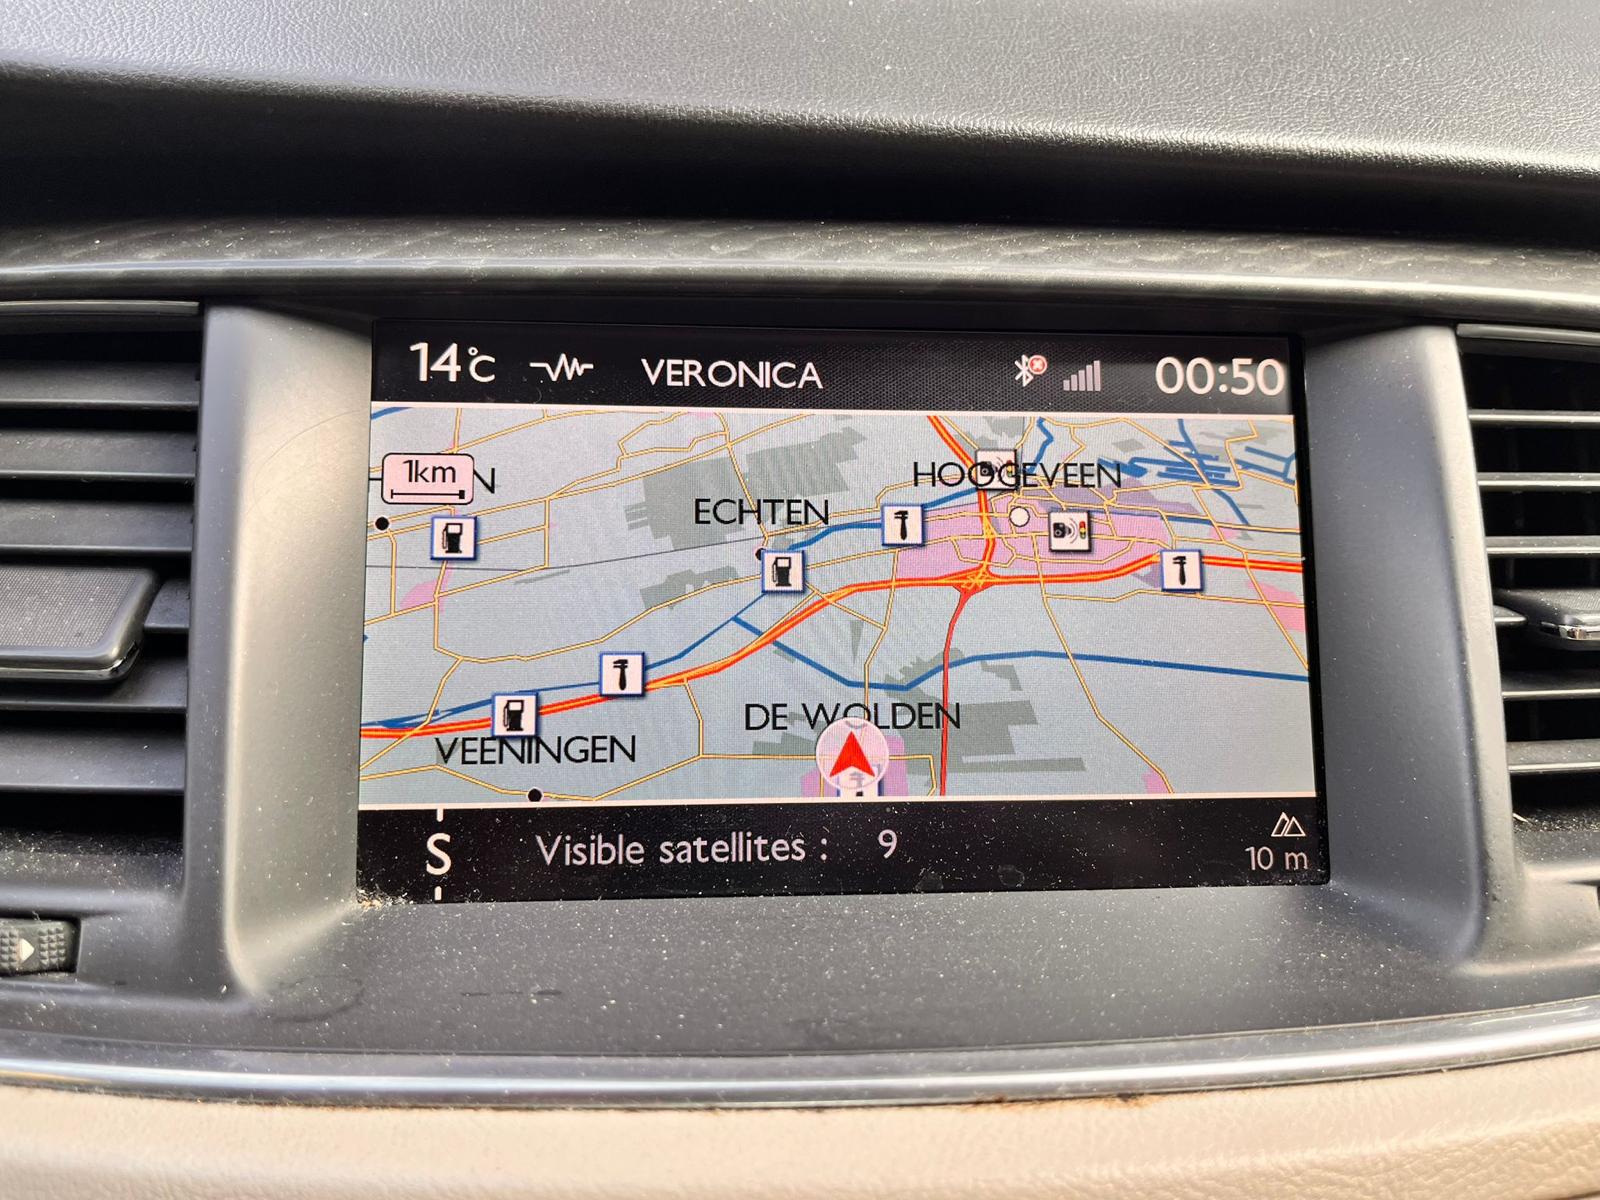 14°C VERONICA 00:50
1km
N
HOOGEVEEN
ECHTEN
DE WOLDEN
VEENINGEN
S Visible satellites : 9
10 m